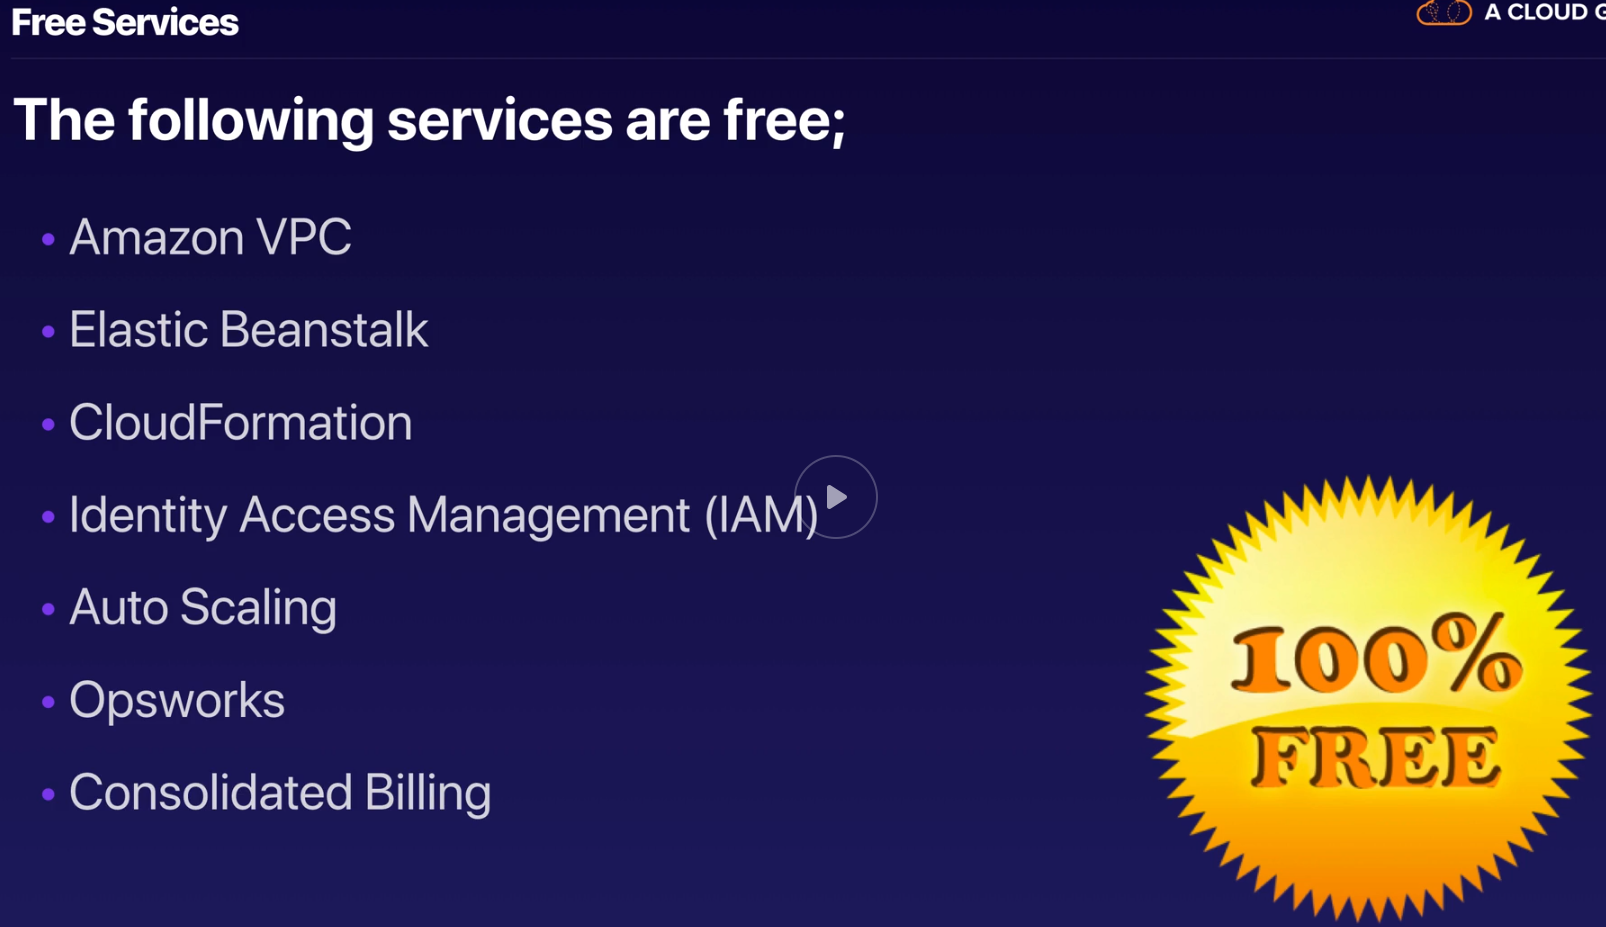 Free Services
A CLOUD G
The following services are free;
• Amazon VPC
• Elastic Beanstalk
• CloudFormation
• Identity Access Management (IAM)
• Auto Scaling
• Opsworks
• Consolidated Billing
100%
FREE